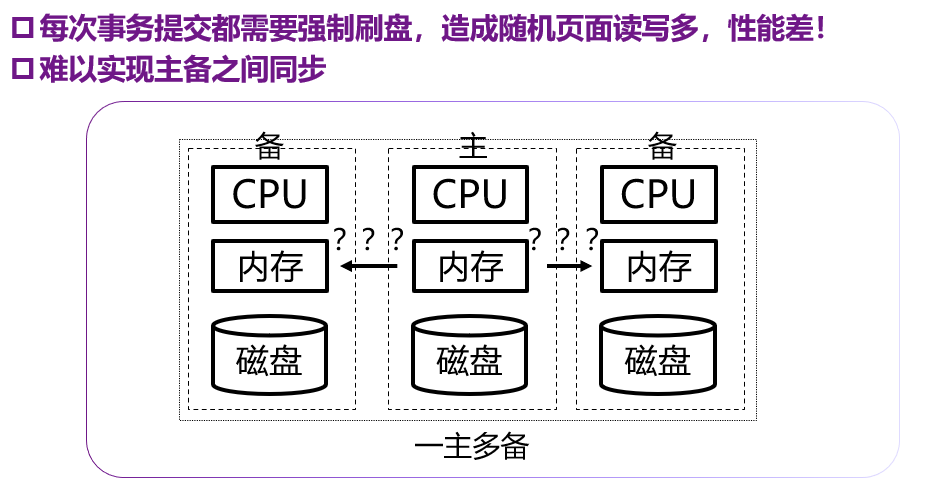 每次事务提交都需要强制刷盘，造成随机页面读写多，性能差！
难以实现主备之间同步
备 主 备
CPU CPU CPU
？？？ ？？？
内存 内存 内存
磁盘 磁盘 磁盘
一主多备